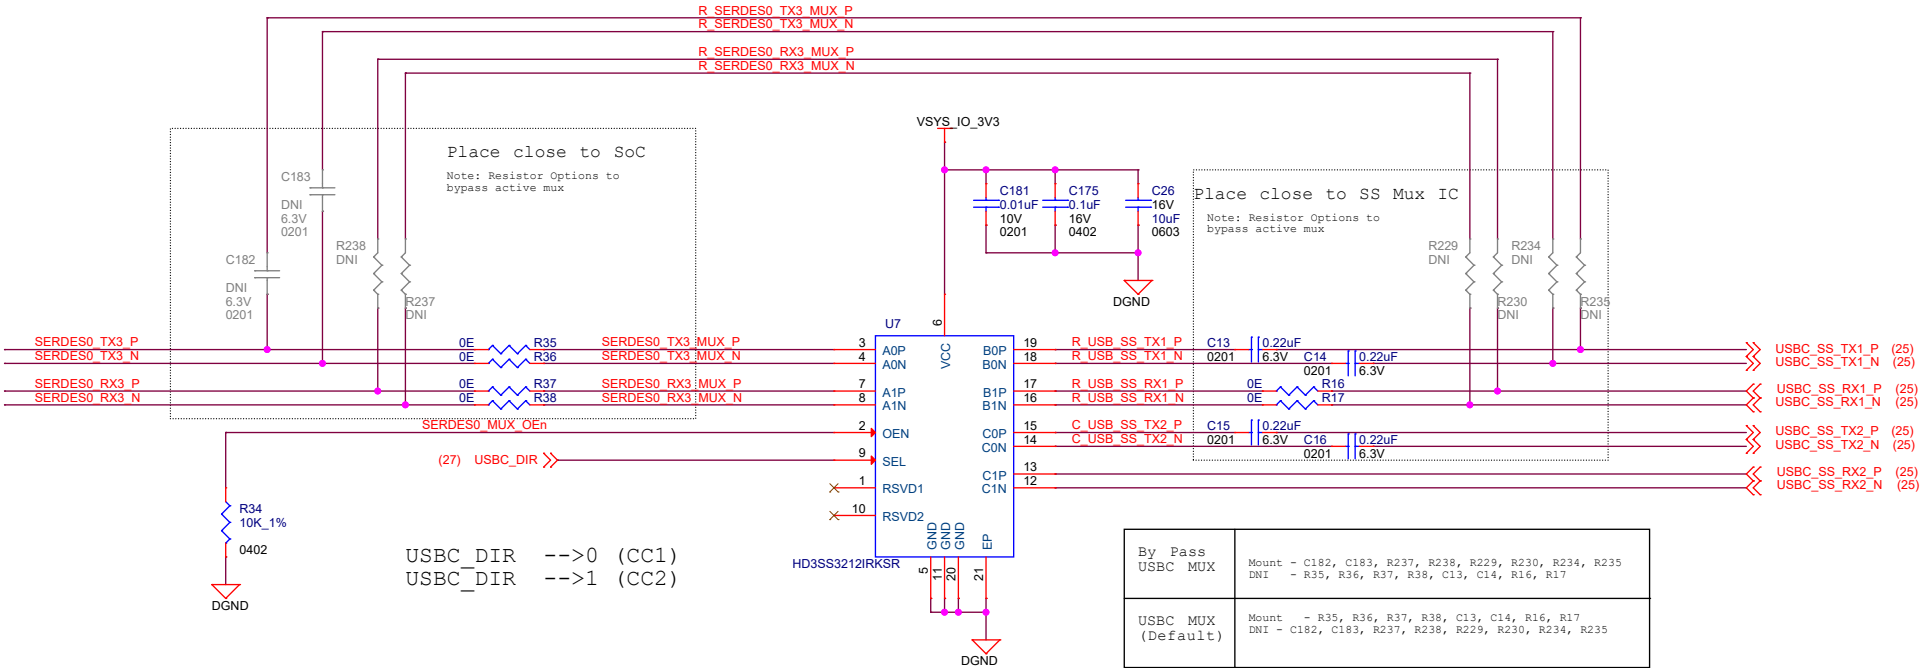 R_SERDES0_TX3_MUX_P
R_SERDES0_TX3_MUX_N
R_SERDES0_RX3_MUX_P
R_SERDES0_RX3_MUX_N
VSYS_IO_3V3
Place close to SoC
Note: Resistor Options to
bypass active mux
C183
DNI
6.3V
0201
C182
DNI
6.3V
0201
R238
DNI
R237
DNI
C181
0.01uF
10V
0201
C175
0.1uF
16V
0402
C26
16V
10uF
0603
DGND
Place close to SS Mux IC
Note: Resistor Options to
bypass active mux
R229
DNI
R230
DNI
R234
DNI
R235
DNI
SERDES0_TX3_P
SERDES0_TX3_N
SERDES0_RX3_P
SERDES0_RX3_N
0E R35
0E R36
0E R37
0E R38
SERDES0_TX3_MUX_P
SERDES0_TX3_MUX_N
SERDES0_RX3_MUX_P
SERDES0_RX3_MUX_N
SERDES0_MUX_OEn
(27) USBC_DIR
R34
10K_1%
0402
DGND
U7
6
VCC
3 A0P
4 A0N
7 A1P
8 A1N
2 OEN
9 SEL
1 RSVD1
10 RSVD2
B0P 19
B0N 18
B1P 17
B1N 16
C0P 15
C0N 14
C1P 13
C1N 12
GND
GND
GND
EP
5
11
20
21
HD3SS3212IRKSR
DGND
R_USB_SS_TX1_P
R_USB_SS_TX1_N
R_USB_SS_RX1_P
R_USB_SS_RX1_N
C_USB_SS_TX2_P
C_USB_SS_TX2_N
C13 0.22uF
0201 6.3V
C14 0.22uF
0201 6.3V
0E R16
0E R17
C15 0.22uF
0201 6.3V
C16 0.22uF
0201 6.3V
USBC_SS_TX1_P (25)
USBC_SS_TX1_N (25)
USBC_SS_RX1_P (25)
USBC_SS_RX1_N (25)
USBC_SS_TX2_P (25)
USBC_SS_TX2_N (25)
USBC_SS_RX2_P (25)
USBC_SS_RX2_N (25)
USBC_DIR -->0 (CC1)
USBC_DIR -->1 (CC2)
By Pass
USBC MUX
Mount - C182, C183, R237, R238, R229, R230, R234, R235
DNI - R35, R36, R37, R38, C13, C14, R16, R17
USBC MUX
(Default)
Mount - R35, R36, R37, R38, C13, C14, R16, R17
DNI - C182, C183, R237, R238, R229, R230, R234, R235